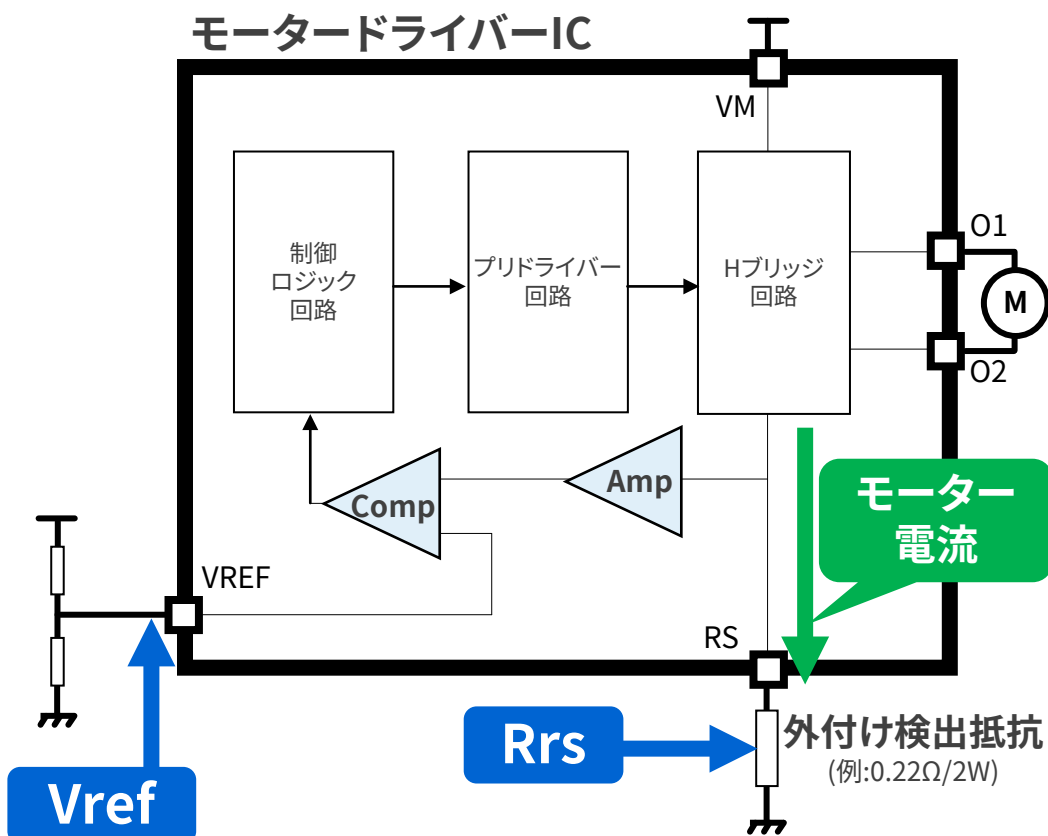 モータードライバーIC
VM
制御
ロジック
回路
プリドライバー
回路
Hブリッジ
回路
O1
M
O2
Comp
Amp
モーター
電流
VREF
RS
Rrs
外付け検出抵抗
(例:0.22Ω/2W)
Vref